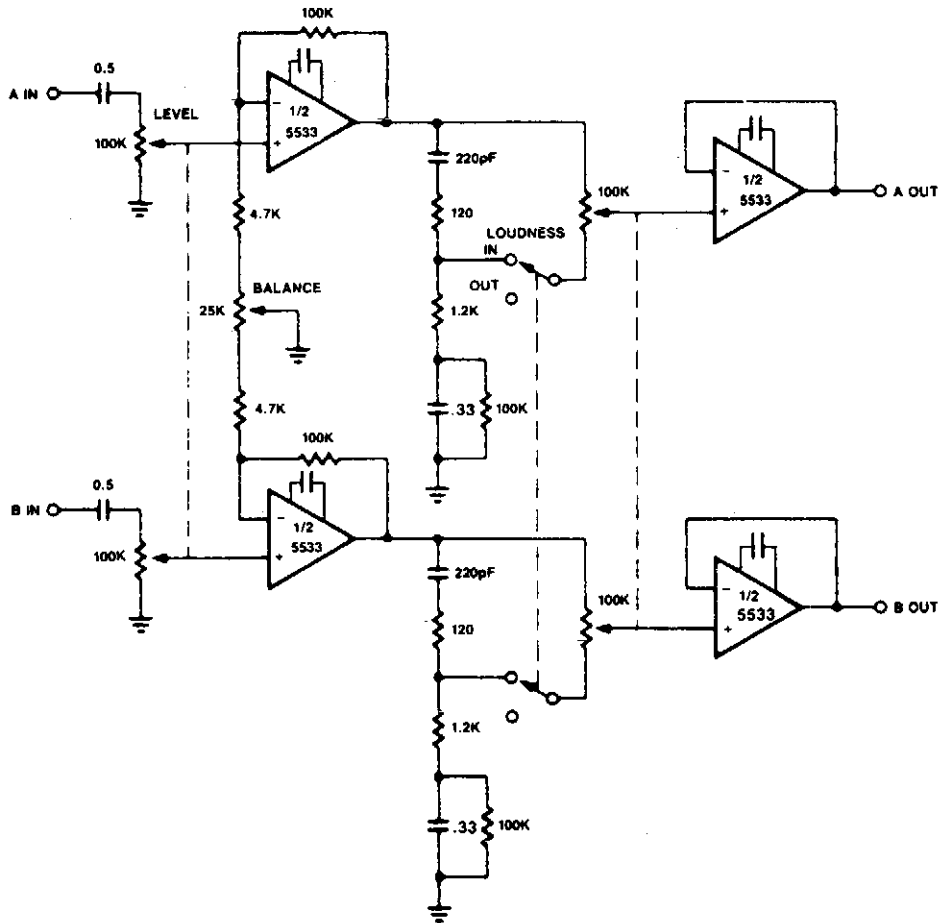 100K
0.5
A IN
LEVEL
100K
-
1/2
5533
+
4.7K
BALANCE
25K
4.7K
220pF
120
LOUDNESS
IN
OUT
1.2K
.33
100K
100K
-
1/2
5533
+
A OUT
100K
0.5
B IN
100K
-
1/2
5533
+
220pF
120
1.2K
.33
100K
100K
-
1/2
5533
+
B OUT